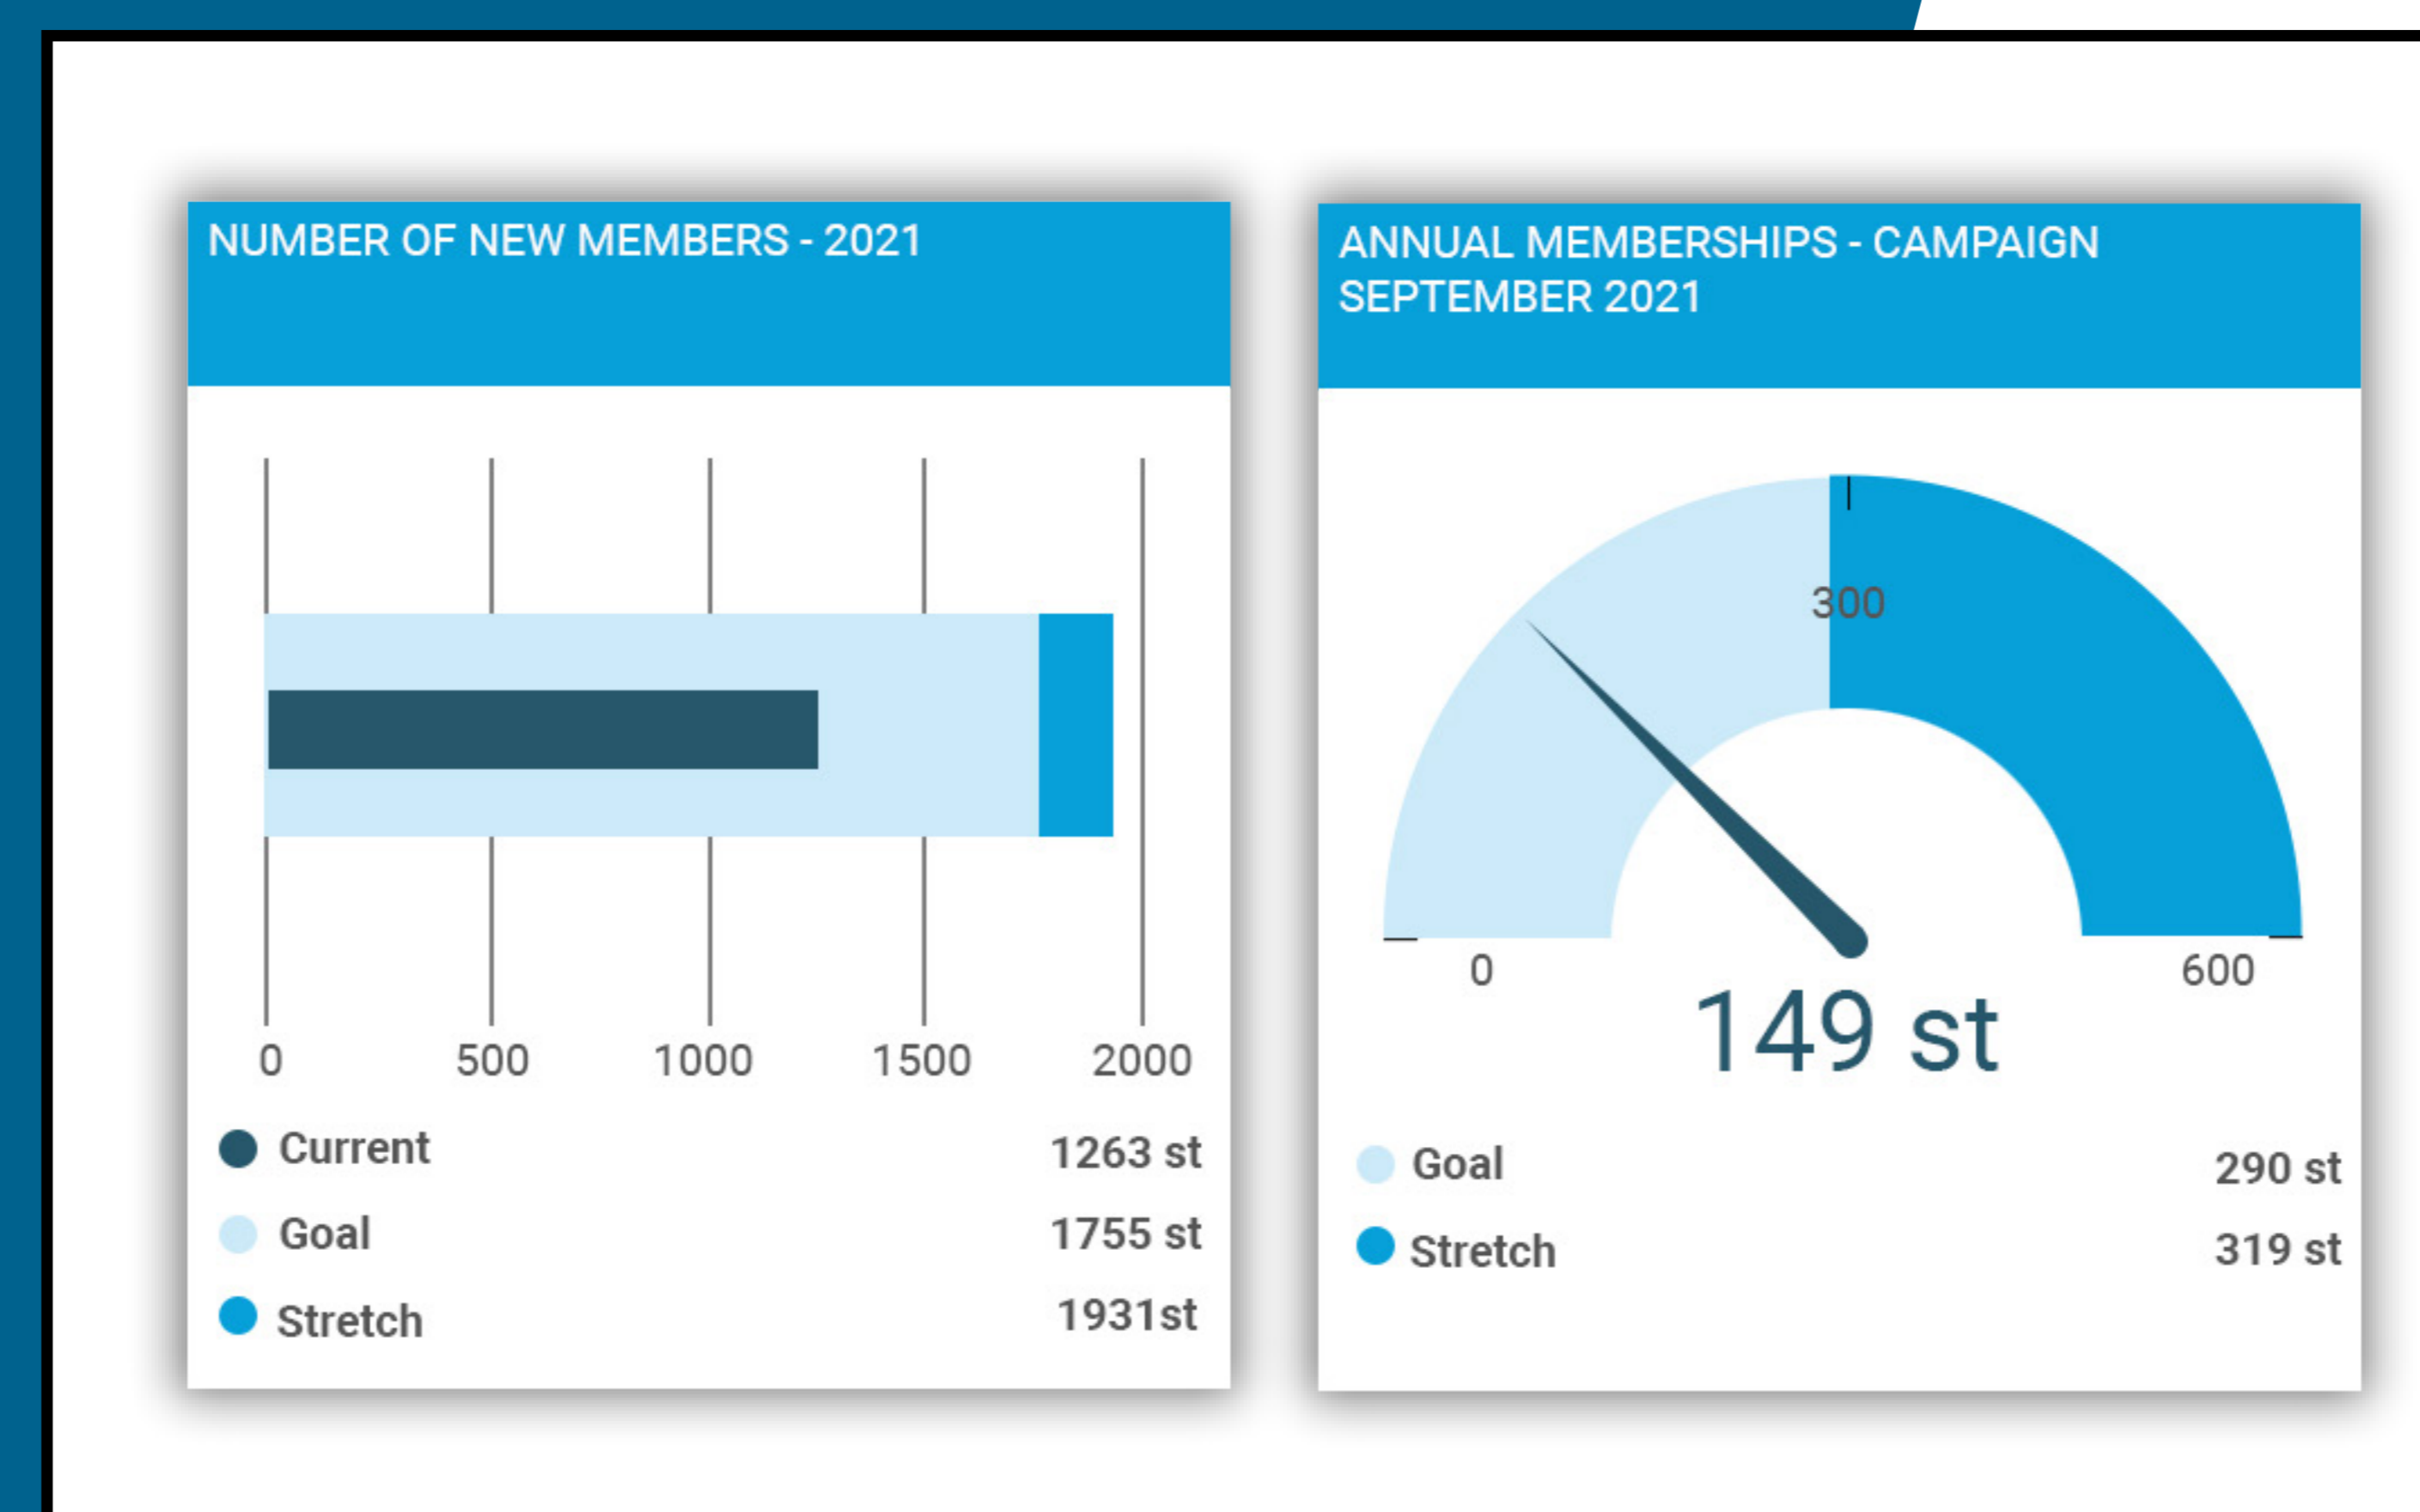 NUMBER OF NEW MEMBERS - 2021
0 500 1000 1500 2000
Current 1263 st
Goal 1755 st
Stretch 1931st
ANNUAL MEMBERSHIPS - CAMPAIGN
SEPTEMBER 2021
300
0 600
149 st
Goal 290 st
Stretch 319 st